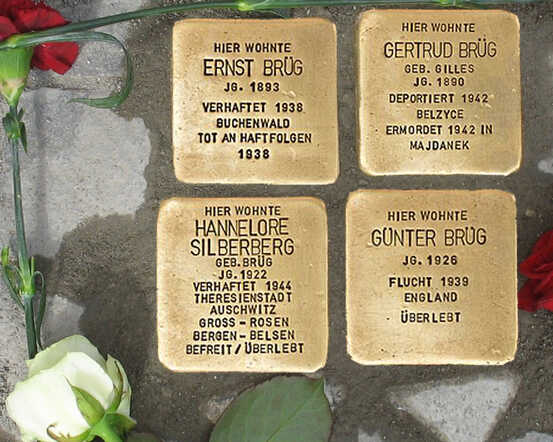 HIER WOHNTE
ERNST BRÜG
JG. 1893
VERHAFTET 1938
BUCHENWALD
TOT AN HAFTFOLGEN
1938
HIER WOHNTE
GERTRUD BRÜG
GEB. GILLES
JG. 1890
DEPORTIERT 1942
BELZYCE
ERMORDET 1942 IN
MAJDANEK
HIER WOHNTE
HANNELORE
SILBERBERG
GEB. BRÜG
JG. 1922
VERHAFTET 1944
THERESIENSTADT
AUSCHWITZ
GROSS - ROSEN
BERGEN - BELSEN
BEFREIT / ÜBERLEBT
HIER WOHNTE
GÜNTER BRÜG
JG. 1926
FLUCHT 1939
ENGLAND
ÜBERLEBT